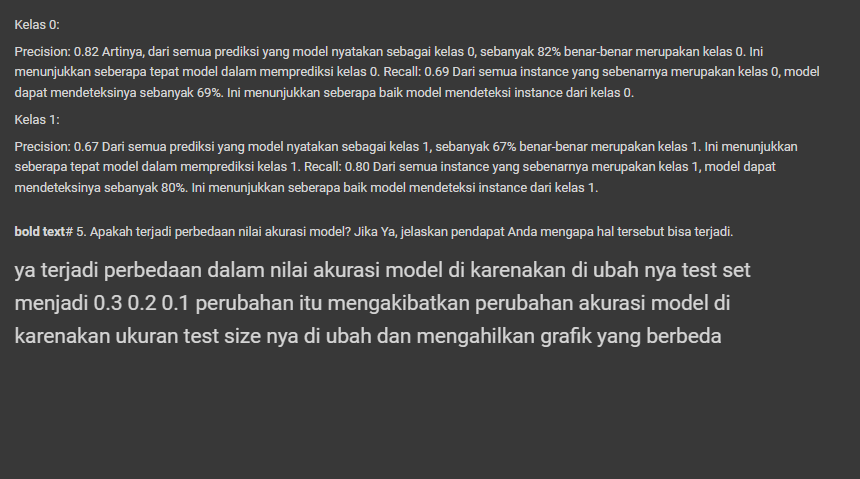 Kelas 0:
Precision: 0.82 Artinya, dari semua prediksi yang model nyatakan sebagai kelas 0, sebanyak 82% benar-benar merupakan kelas 0. Ini
menunjukkan seberapa tepat model dalam memprediksi kelas 0. Recall: 0.69 Dari semua instance yang sebenarnya merupakan kelas 0, model
dapat mendeteksinya sebanyak 69%. Ini menunjukkan seberapa baik model mendeteksi instance dari kelas 0.
Kelas 1:
Precision: 0.67 Dari semua prediksi yang model nyatakan sebagai kelas 1, sebanyak 67% benar-benar merupakan kelas 1. Ini menunjukkan
seberapa tepat model dalam memprediksi kelas 1. Recall: 0.80 Dari semua instance yang sebenarnya merupakan kelas 1, model dapat
mendeteksinya sebanyak 80%. Ini menunjukkan seberapa baik model mendeteksi instance dari kelas 1.
bold text# 5. Apakah terjadi perbedaan nilai akurasi model? Jika Ya, jelaskan pendapat Anda mengapa hal tersebut bisa terjadi.
ya terjadi perbedaan dalam nilai akurasi model di karenakan di ubah nya test set
menjadi 0.3 0.2 0.1 perubahan itu mengakibatkan perubahan akurasi model di
karenakan ukuran test size nya di ubah dan mengahilkan grafik yang berbeda